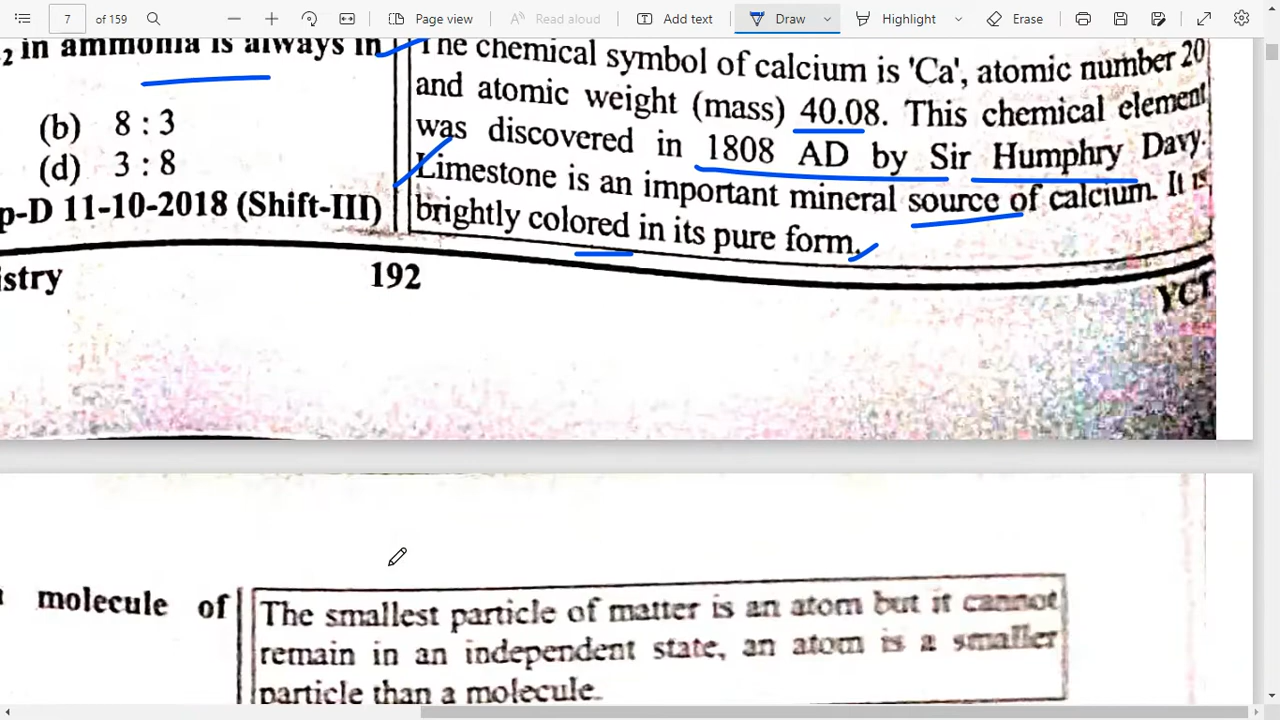 7 of 159 Page view Read aloud Add text Draw Highlight Erase
2 in ammonia is always in
(b) 8 : 3
(d) 3 : 8
p-D 11-10-2018 (Shift-III)
The chemical symbol of calcium is 'Ca', atomic number 20
and atomic weight (mass) 40.08. This chemical element
was discovered in 1808 AD by Sir Humphry Davy.
Limestone is an important mineral source of calcium. It is
brightly colored in its pure form.
istry 192 YCT
molecule of
The smallest particle of matter is an atom but it cannot
remain in an independent state, an atom is a smaller
particle than a molecule.